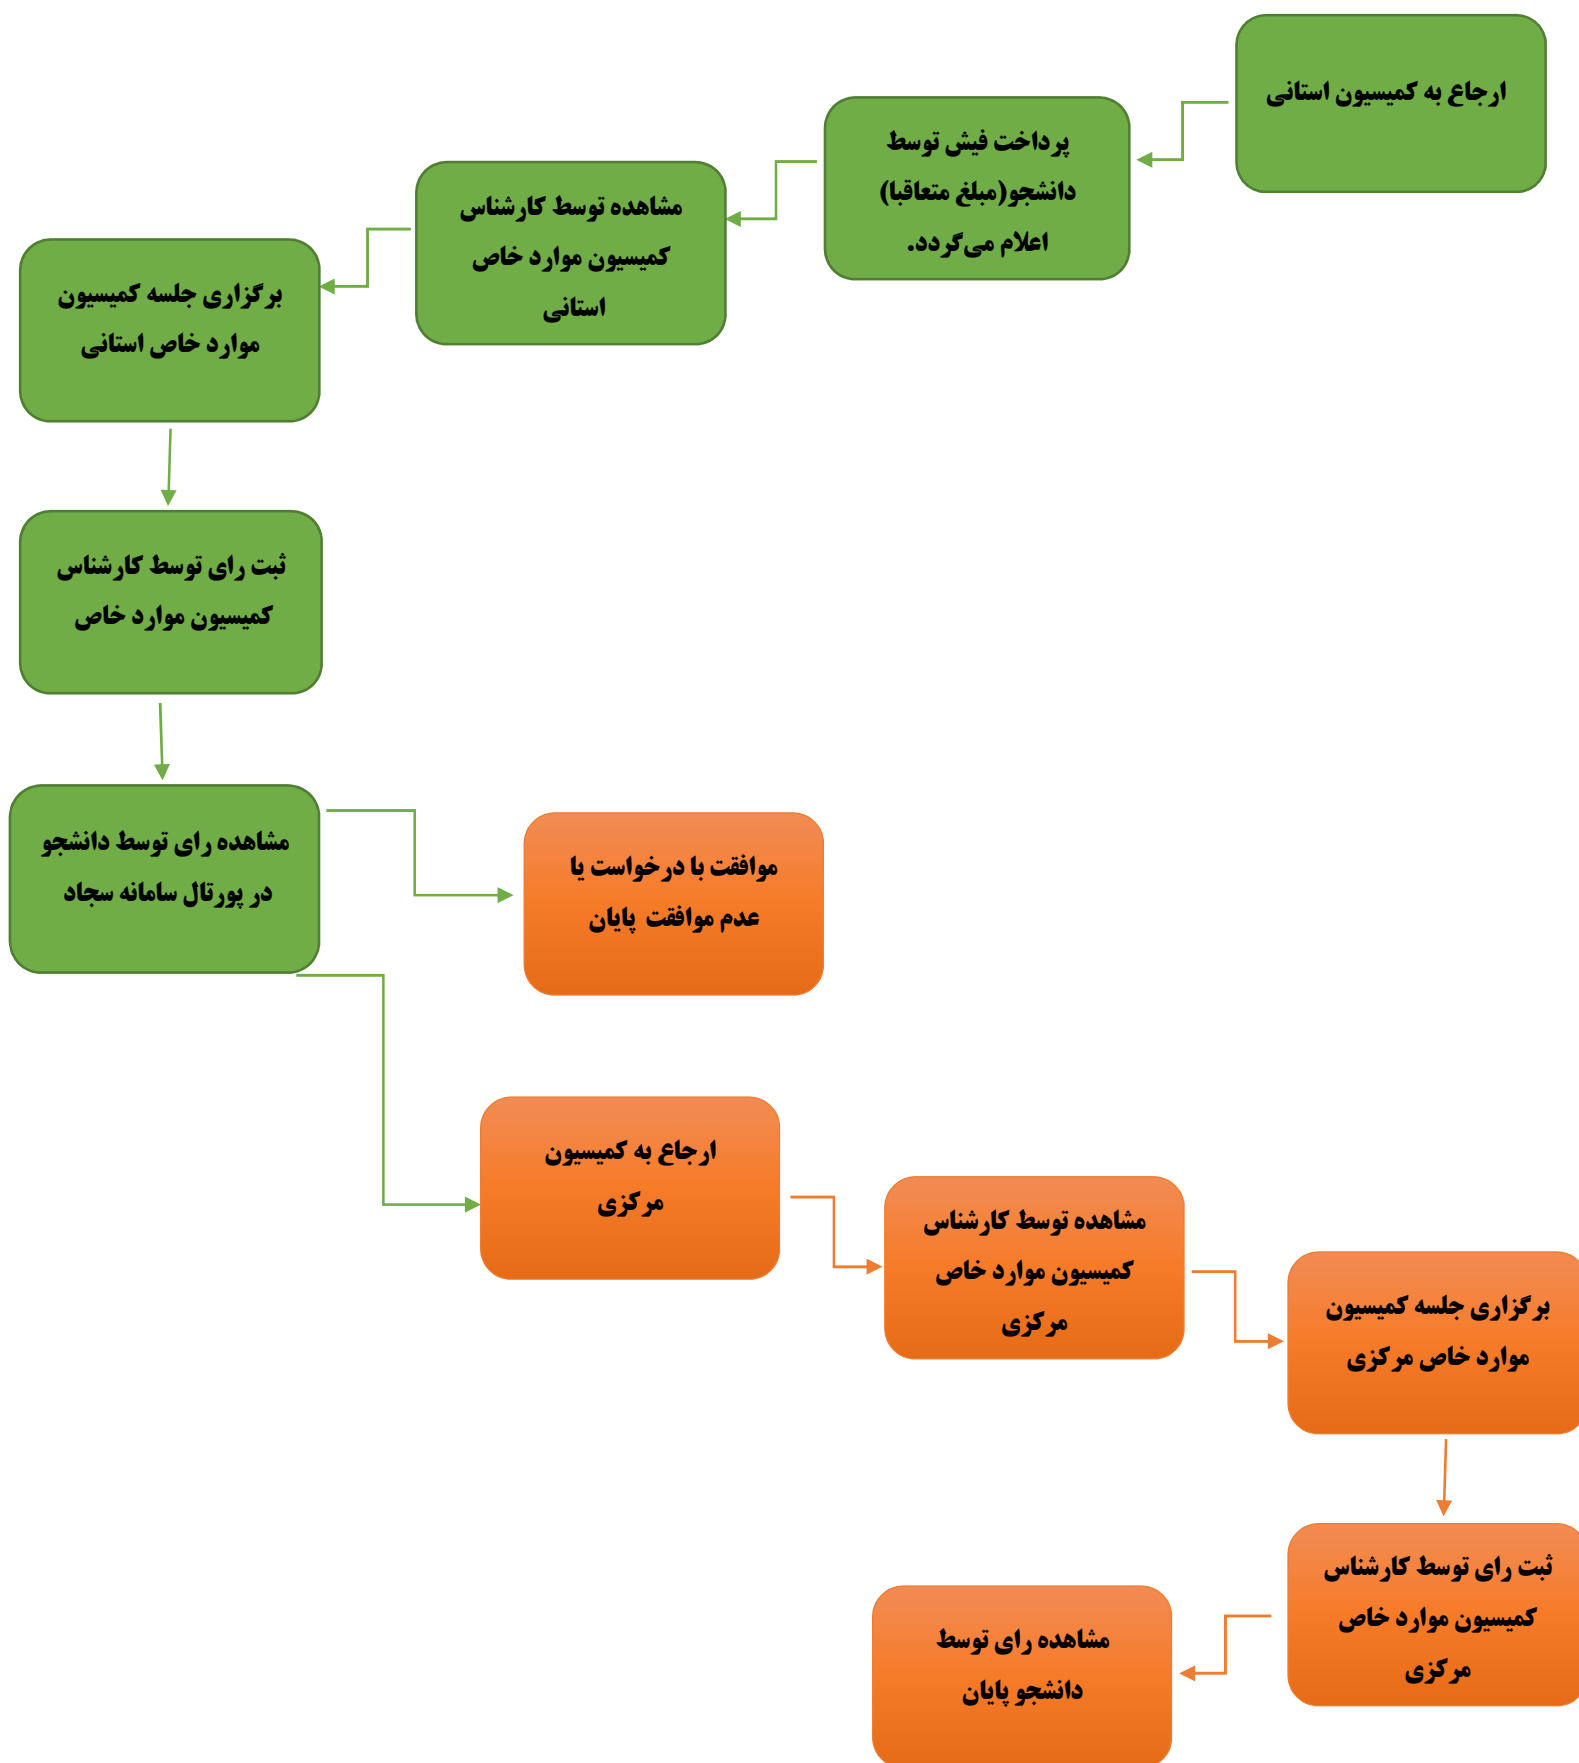 ارجاع به کمیسیون استانی
پرداخت فیش توسط
دانشجو(مبلغ متعاقبا)
اعلام می‌گردد.
مشاهده توسط کارشناس
کمیسیون موارد خاص
استانی
برگزاری جلسه کمیسیون
موارد خاص استانی
ثبت رای توسط کارشناس
کمیسیون موارد خاص
مشاهده رای توسط دانشجو
در پورتال سامانه سجاد
موافقت با درخواست یا
عدم موافقت پایان
ارجاع به کمیسیون
مرکزی
مشاهده توسط کارشناس
کمیسیون موارد خاص
مرکزی
برگزاری جلسه کمیسیون
موارد خاص مرکزی
ثبت رای توسط کارشناس
کمیسیون موارد خاص
مرکزی
مشاهده رای توسط
دانشجو پایان